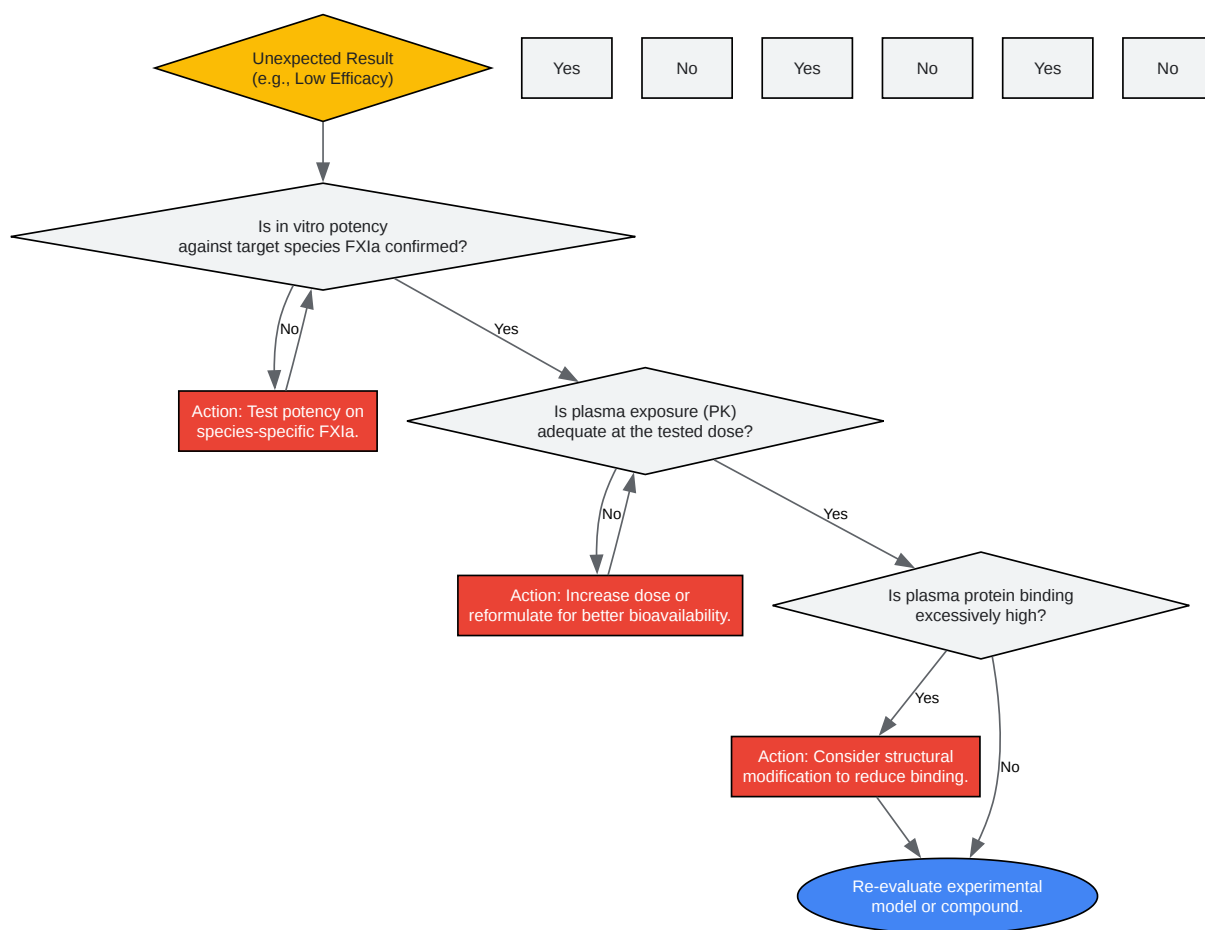 Unexpected Result
(e.g., Low Efficacy)
Yes
No
Yes
No
Yes
No
Is in vitro potency
against target species FXIa confirmed?
No
Yes
Action: Test potency on
species-specific FXIa.
Is plasma exposure (PK)
adequate at the tested dose?
No
Yes
Action: Increase dose or
reformulate for better bioavailability.
Is plasma protein binding
excessively high?
Yes
No
Action: Consider structural
modification to reduce binding.
Re-evaluate experimental
model or compound.